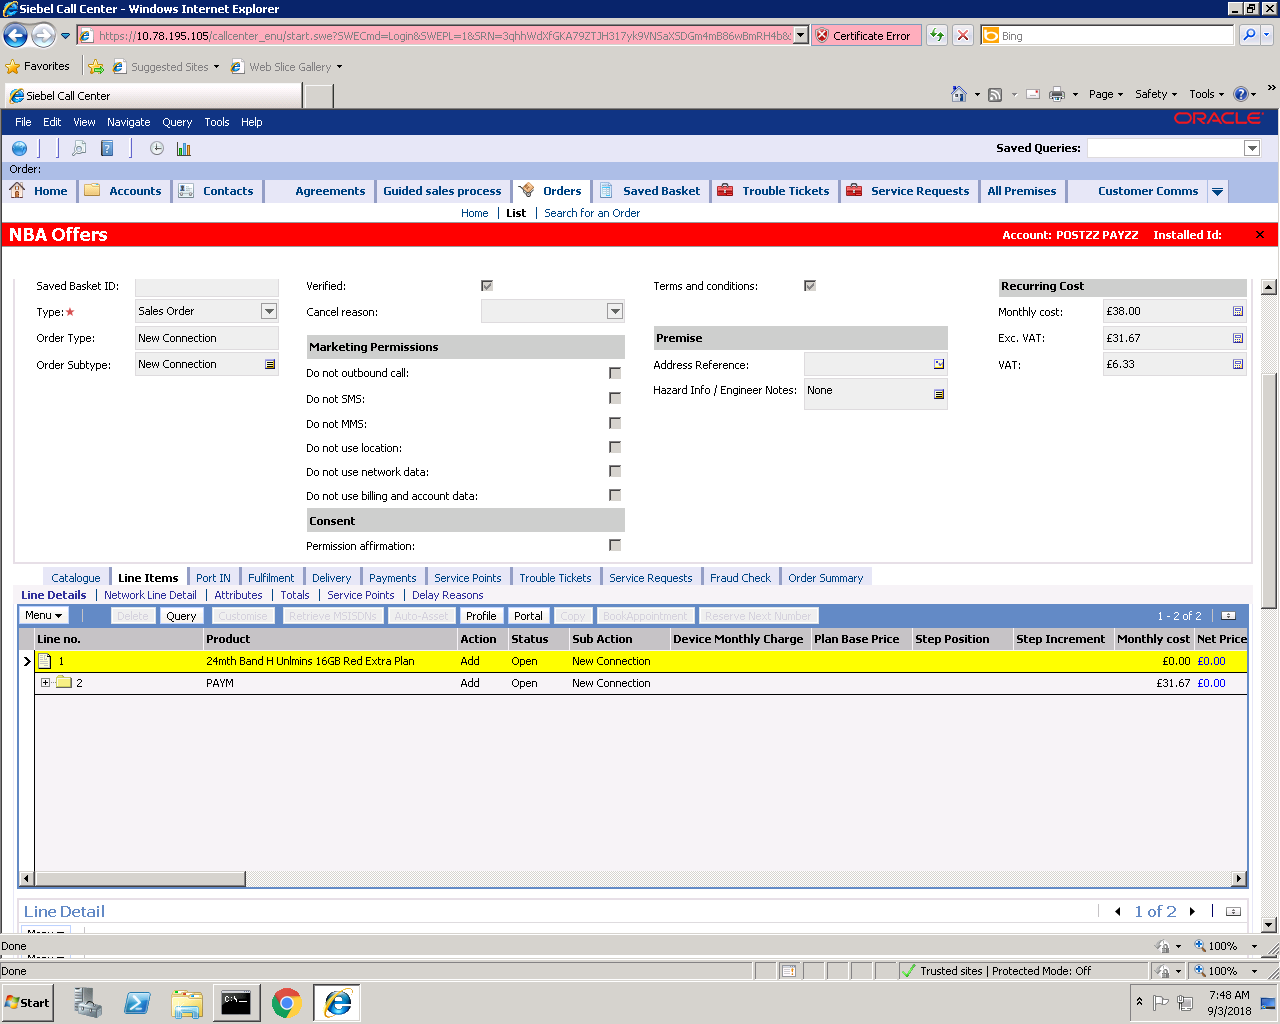 Siebel Call Center - Windows Internet Explorer
https://10.78.195.105/callcenter_enu/start.swe?SWECmd=Login&SWEPL=1&SRN=3qhhWdXfGKA79ZTJH317yk9VNSaXSDGm4mB86wBmRH4b& Certificate Error Bing
Favorites Suggested Sites Web Slice Gallery
Siebel Call Center Page Safety Tools
File Edit View Navigate Query Tools Help ORACLE
Saved Queries:
Order:
Home Accounts Contacts Agreements Guided sales process Orders Saved Basket Trouble Tickets Service Requests All Premises Customer Comms
Home | List | Search for an Order
NBA Offers Account: POSTZZ PAYZZ Installed Id:
Saved Basket ID: Verified: Terms and conditions: Recurring Cost
Type: Sales Order Cancel reason: Monthly cost: £38.00
Order Type: New Connection Marketing Permissions Premise Exc. VAT: £31.67
Order Subtype: New Connection Do not outbound call: Address Reference: VAT: £6.33
Do not SMS: Hazard Info / Engineer Notes: None
Do not MMS:
Do not use location:
Do not use network data:
Do not use billing and account data:
Consent
Permission affirmation:
Catalogue Line Items Port IN Fulfilment Delivery Payments Service Points Trouble Tickets Service Requests Fraud Check Order Summary
Line Details | Network Line Detail | Attributes | Totals | Service Points | Delay Reasons
Menu Delete Query Customise Retrieve MSISDNs Auto-Asset Profile Portal Copy BookAppointment Reserve Next Number 1 - 2 of 2
Line no. Product Action Status Sub Action Device Monthly Charge Plan Base Price Step Position Step Increment Monthly cost Net Price
1 24mth Band H Unlmins 16GB Red Extra Plan Add Open New Connection £0.00 £0.00
2 PAYM Add Open New Connection £31.67 £0.00
Line Detail 1 of 2
Menu
Done 100%
Menu
Done Trusted sites | Protected Mode: Off 100%
Start 7:48 AM
9/3/2018